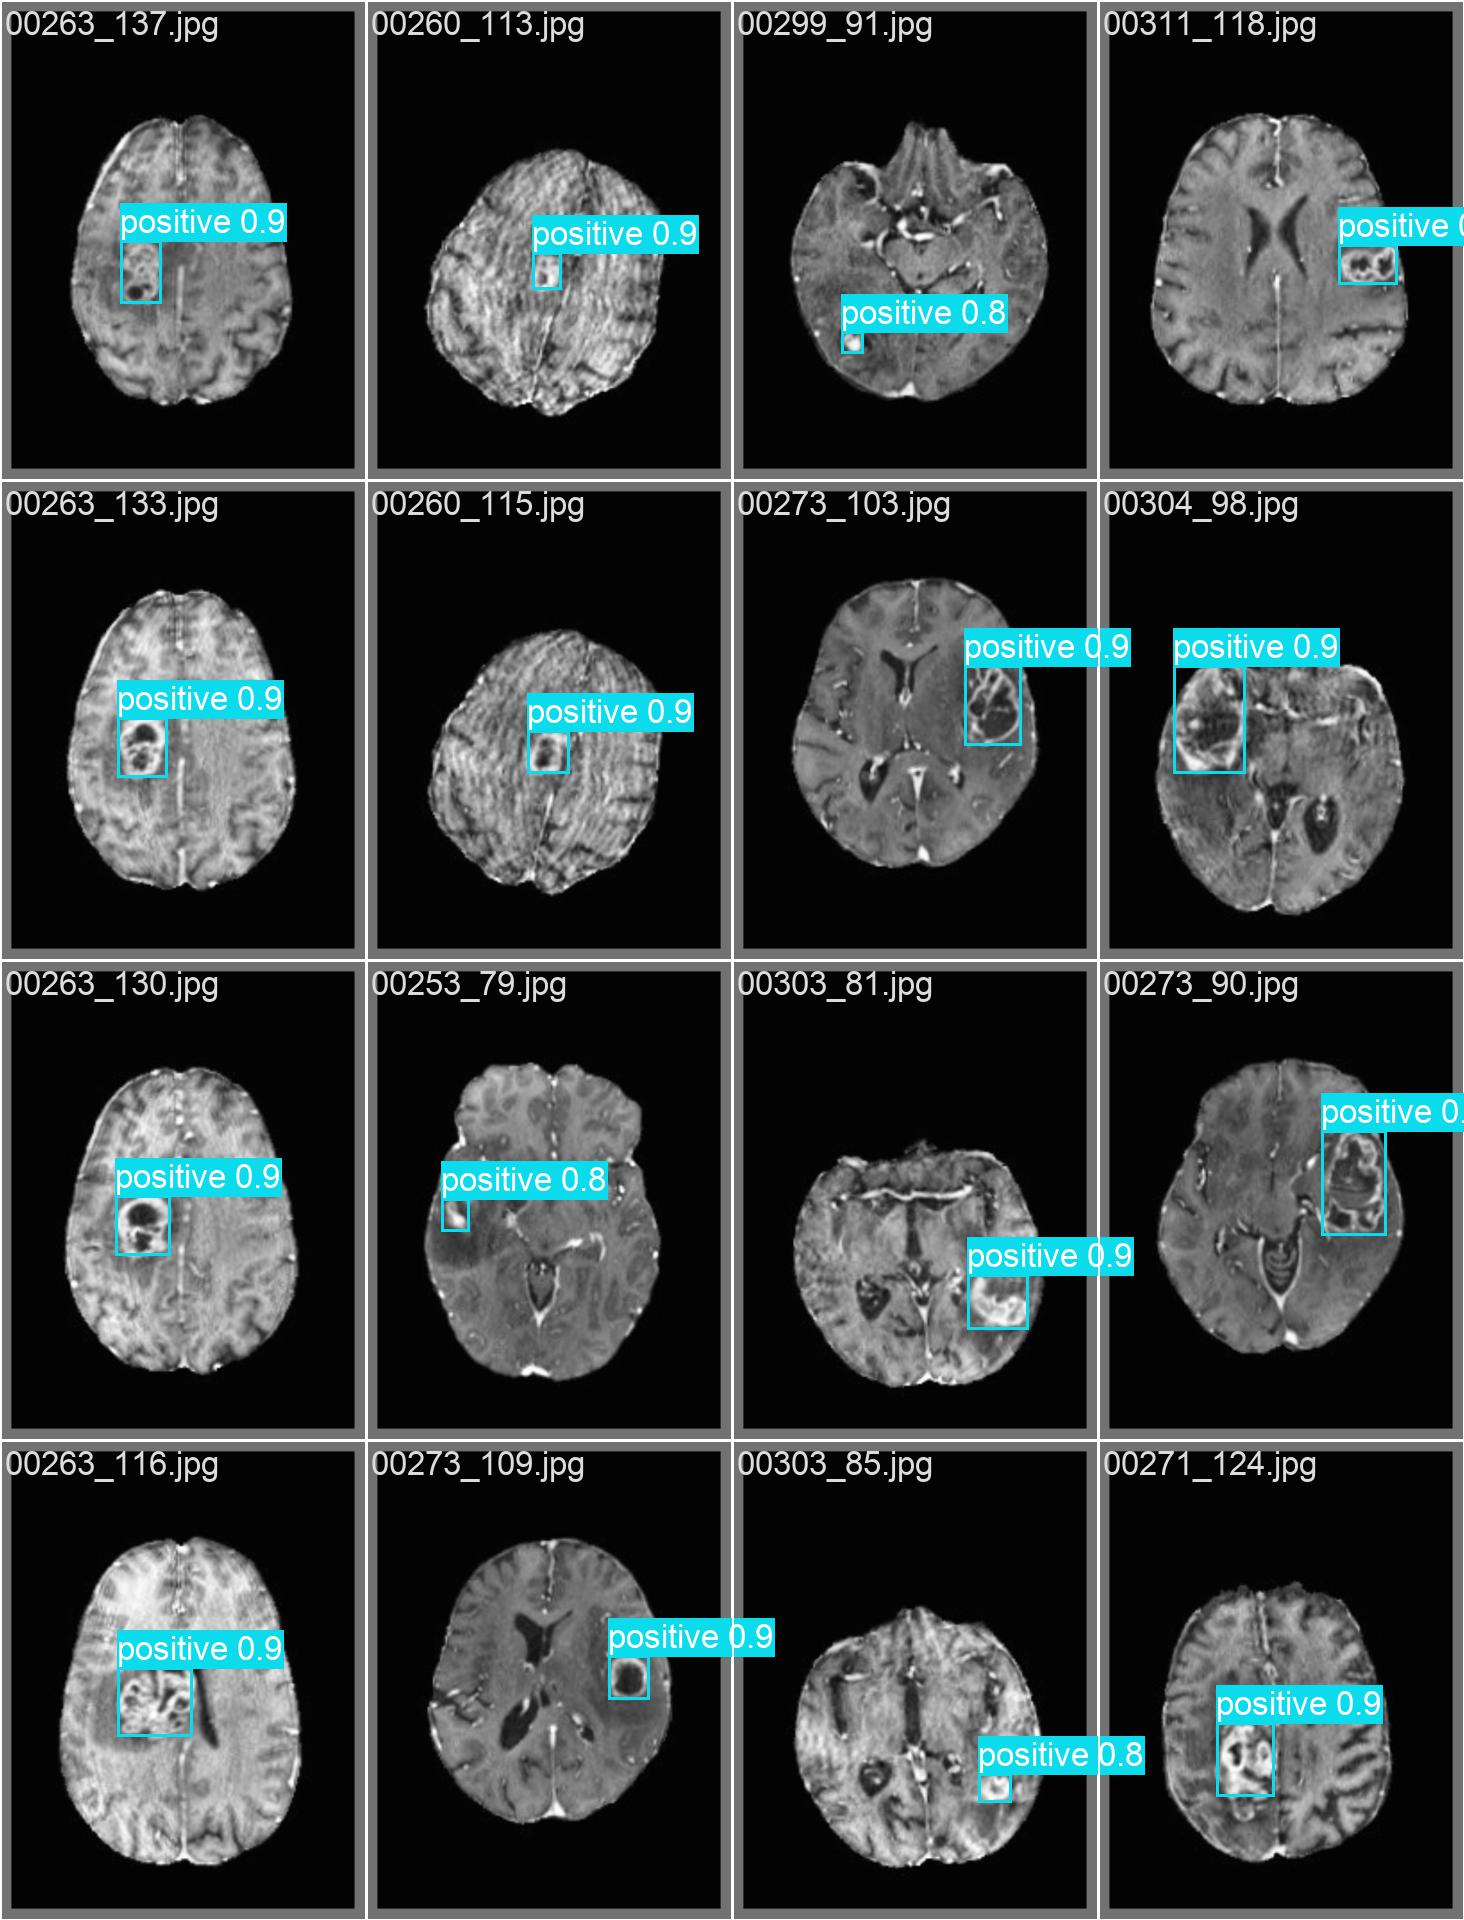 00263_137.jpg
00260_113.jpg
00299_91.jpg
00311_118.jpg
positive 0.9
positive 0.9
positive 0.8
positive 0
00263_133.jpg
00260_115.jpg
00273_103.jpg
00304_98.jpg
positive 0.9
positive 0.9
positive 0.9
positive 0.9
00263_130.jpg
00253_79.jpg
00303_81.jpg
00273_90.jpg
positive 0.9
positive 0.8
positive 0.9
positive 0.
00263_116.jpg
00273_109.jpg
00303_85.jpg
00271_124.jpg
positive 0.9
positive 0.9
positive 0.8
positive 0.9